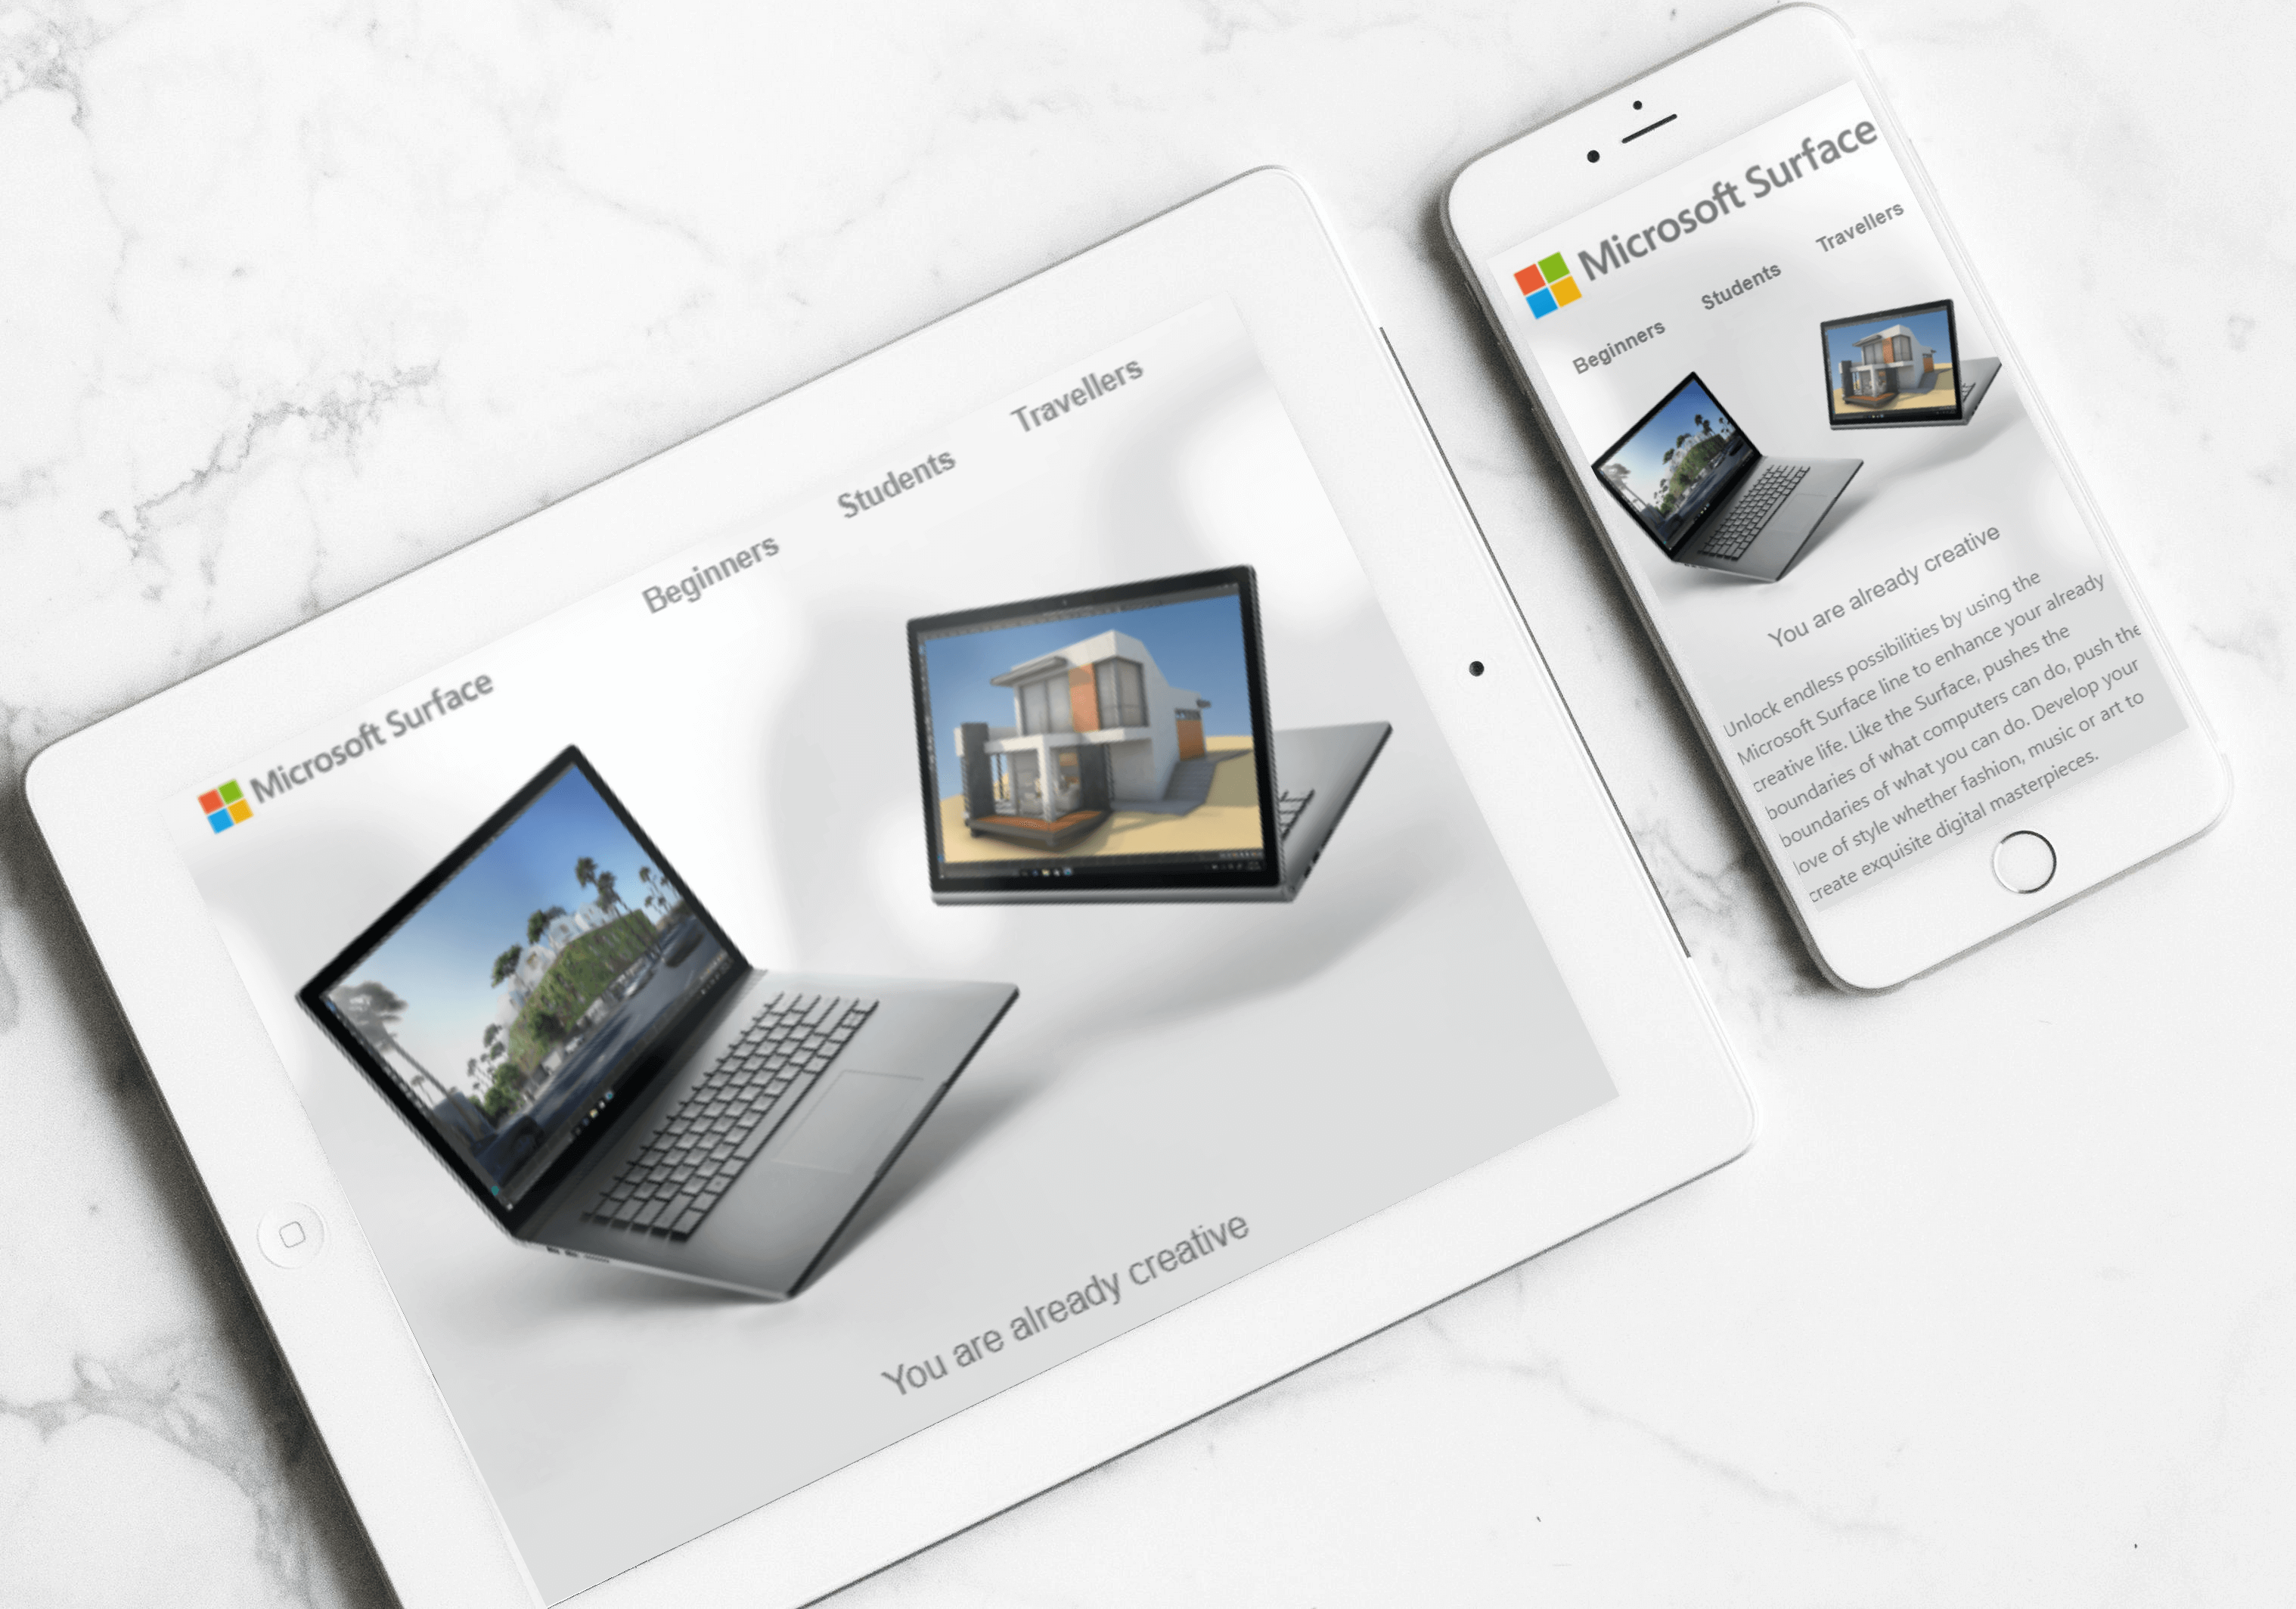 Microsoft Surface
Beginners
Students
Travellers
You are already creative
Microsoft Surface
Beginners
Students
Travellers
You are already creative
Unlock endless possibilities by using the
Microsoft Surface line to enhance your already
creative life. Like the Surface, pushes the
boundaries of what computers can do, push the
boundaries of what you can do. Develop your
love of style whether fashion, music or art to
create exquisite digital masterpieces.